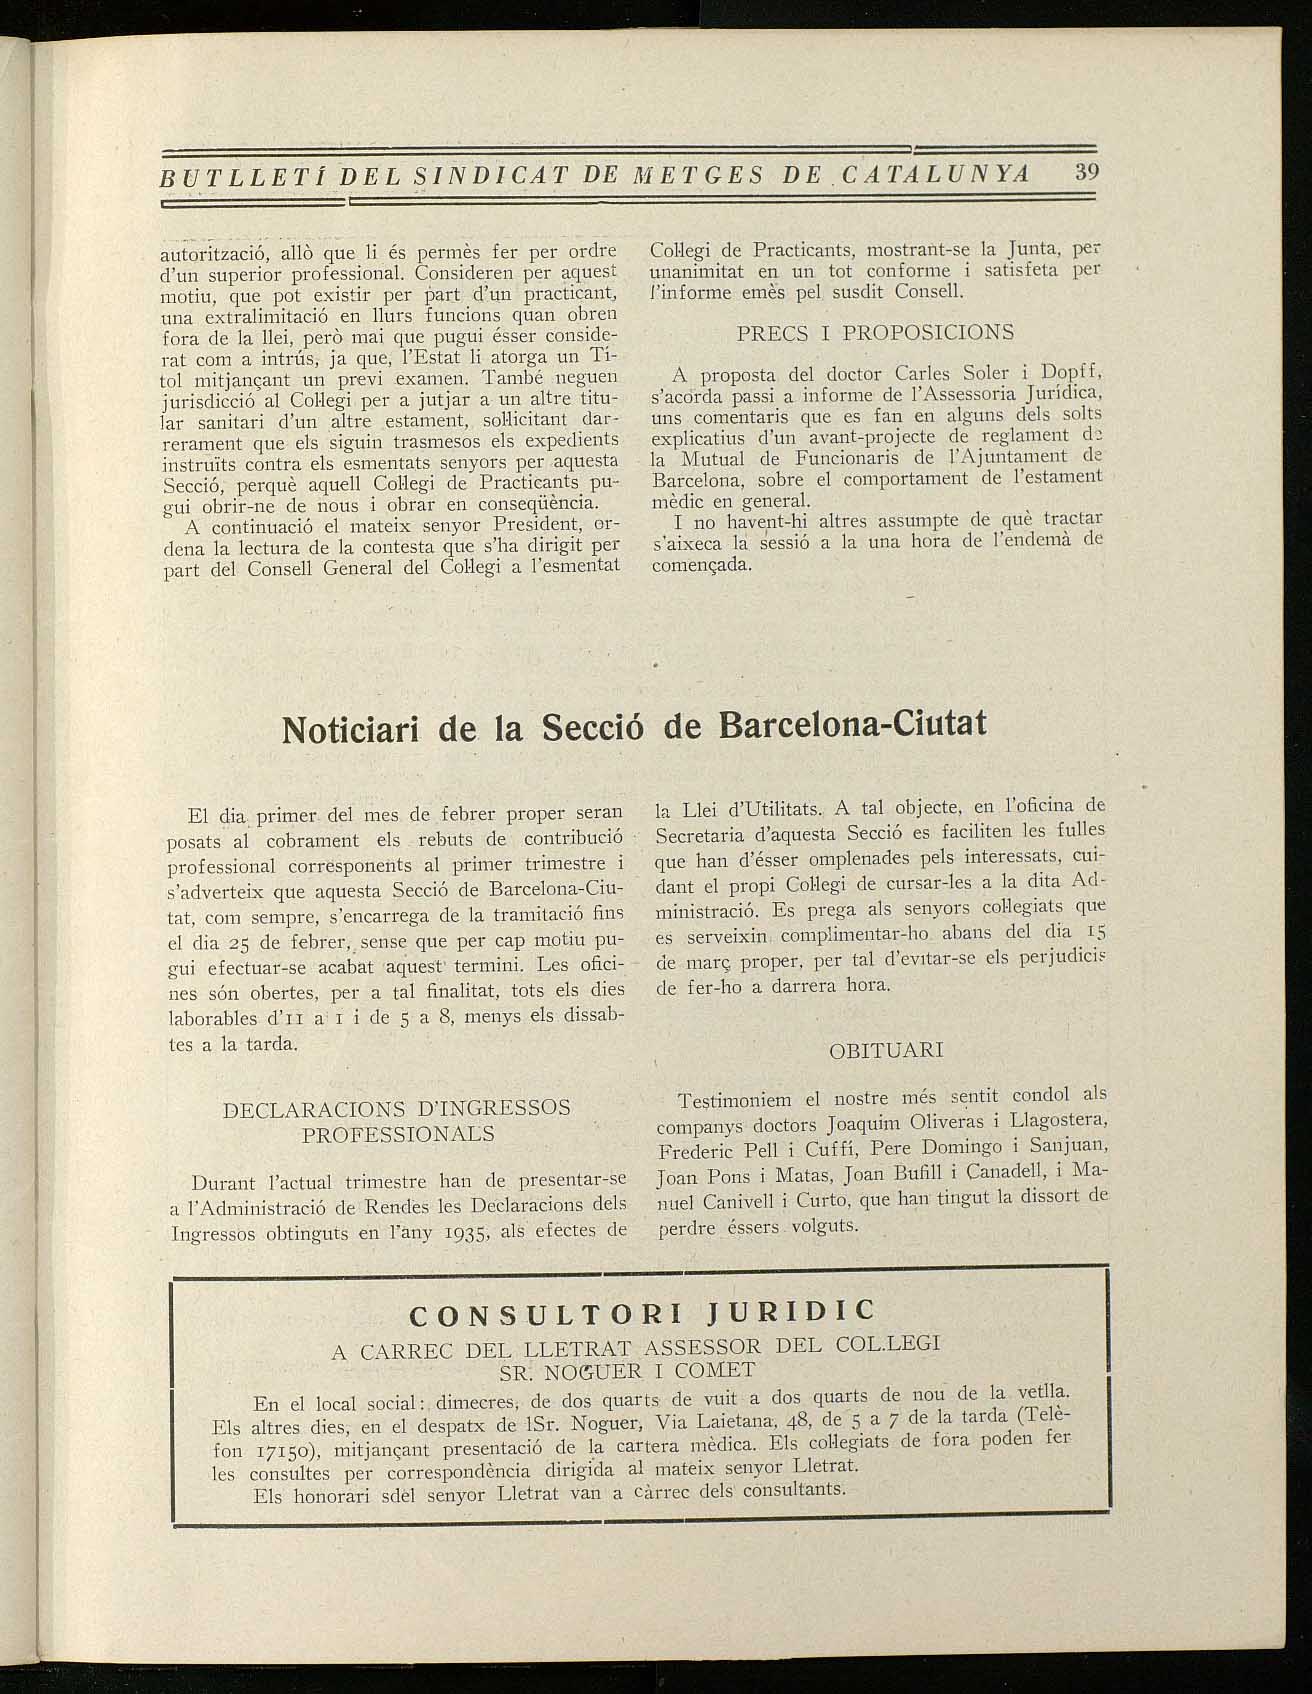 BUTLLETÍ DEL SINDICAT DE METGES DE CATALUNYA 39
autorització, allò que li és permès fer per ordre
d'un superior professional. Consideren per aquest
motiu, que pot existir per part d'un practicant,
una extralimitació en llurs funcions quan obren
fora de la llei, però mai que pugui ésser conside-
rat com a intrús, ja que, l'Estat li atorga un Tí-
tol mitjançant un previ examen. També neguen
jurisdicció al Col·legi per a jutjar a un altre titu-
lar sanitari d'un altre estament, sol·licitant dar-
rerament que els siguin trasmesos els expedients
instruïts contra els esmentats senyors per aquesta
Secció, perquè aquell Col·legi de Practicants pu-
gui obrir-ne de nous i obrar en conseqüència.
A continuació el mateix senyor President, or-
dena la lectura de la contesta que s'ha dirigit per
part del Consell General del Col·legi a l'esmentat
Col·legi de Practicants, mostrant-se la Junta, per
unanimitat en un tot conforme i satisfeta per
l'informe emès pel susdit Consell.
PRECS I PROPOSICIONS
A proposta del doctor Carles Soler i Dopff,
s'acorda passi a informe de l'Assessoria Jurídica,
uns comentaris que es fan en alguns dels solts
explicatius d'un avant-projecte de reglament de
la Mutual de Funcionaris de l'Ajuntament de
Barcelona, sobre el comportament de l'estament
mèdic en general.
I no havent-hi altres assumpte de què tractar
s'aixeca la sessió a la una hora de l'endemà de
començada.
Noticiari de la Secció de Barcelona-Ciutat
El dia primer del mes de febrer proper seran
posats al cobrament els rebuts de contribució
professional corresponents al primer trimestre i
s'adverteix que aquesta Secció de Barcelona-Ciu-
tat, com sempre, s'encarrega de la tramitació fins
el dia 25 de febrer, sense que per cap motiu pu-
gui efectuar-se acabat aquest termini. Les ofici-
nes són obertes, per a tal finalitat, tots els dies
laborables d'11 a 1 i de 5 a 8, menys els dissab-
tes a la tarda.
DECLARACIONS D'INGRESSOS
PROFESSIONALS
Durant l'actual trimestre han de presentar-se
a l'Administració de Rendes les Declaracions dels
Ingressos obtinguts en l'any 1935, als efectes de
la Llei d'Utilitats. A tal objecte, en l'oficina de
Secretaria d'aquesta Secció es faciliten les fulles
que han d'ésser omplenades pels interessats, cui-
dant el propi Col·legi de cursar-les a la dita Ad-
ministració. Es prega als senyors col·legiats que
es serveixin complimentar-ho abans del dia 15
de març proper, per tal d'evitar-se els perjudicis
de fer-ho a darrera hora.
OBITUARI
Testimoniem el nostre més sentit condol als
companys doctors Joaquim Oliveras i Llagostera,
Frederic Pell i Cuffí, Pere Domingo i Sanjuan,
Joan Pons i Matas, Joan Bufill i Canadell, i Ma-
nuel Canivell i Curto, que han tingut la dissort de
perdre éssers volguts.
CONSULTORI JURIDIC
A CARREC DEL LLETRAT ASSESSOR DEL COL.LEGI
SR. NOGUER I COMET
En el local social: dimecres, de dos quarts de vuit a dos quarts de nou de la vetlla.
Els altres dies, en el despatx de lSr. Noguer, Via Laietana, 48, de 5 a 7 de la tarda (Telè-
fon 17150), mitjançant presentació de la cartera mèdica. Els col·legiats de fora poden fer
les consultes per correspondència dirigida al mateix senyor Lletrat.
Els honorari sdel senyor Lletrat van a càrrec dels consultants.